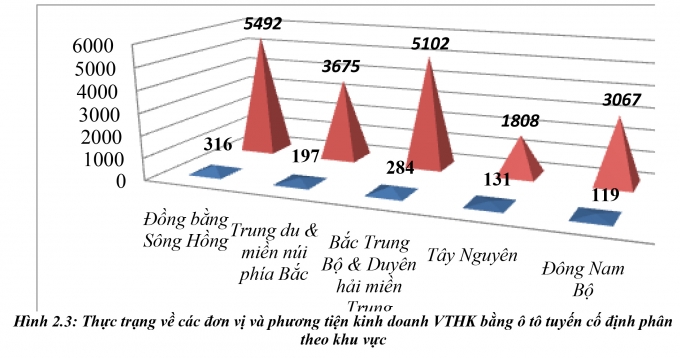 5492
5102
3675
3067
1808
6000
5000
4000
3000
2000
1000
0
316
197
284
131
119
Đồng bằng
Sông Hồng
Trung du &
miền núi
phía Bắc
Bắc Trung
Bộ & Duyên
hải miền
Trung
Tây Nguyên
Đông Nam
Bộ
Hình 2.3: Thực trạng về các đơn vị và phương tiện kinh doanh VTHK bằng ô tô tuyến cố định phân
theo khu vực